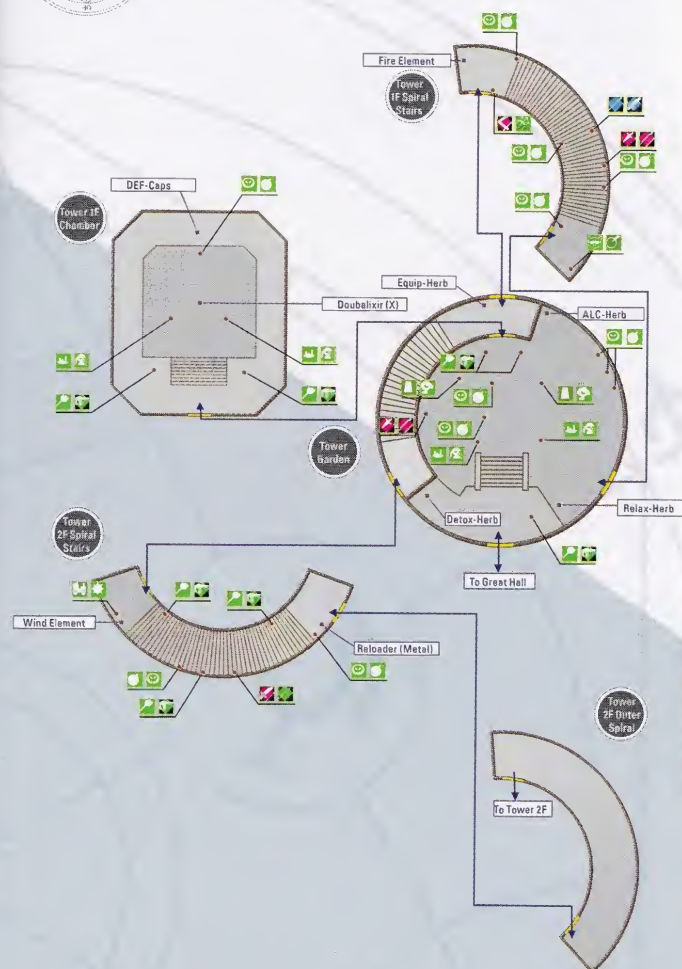 Fire Element
Tower
1F Spiral
Stairs
DEF-Caps
Tower 1F
Chamber
Equip-Herb
Doubelixir (X)
ALC-Herb
Tower
Garden
Tower
2F Spiral
Stairs
Detox-Herb
Relax-Herb
To Great Hall
Wind Element
Reloader (Metal)
Tower
2F Outer
Spiral
To Tower 2F